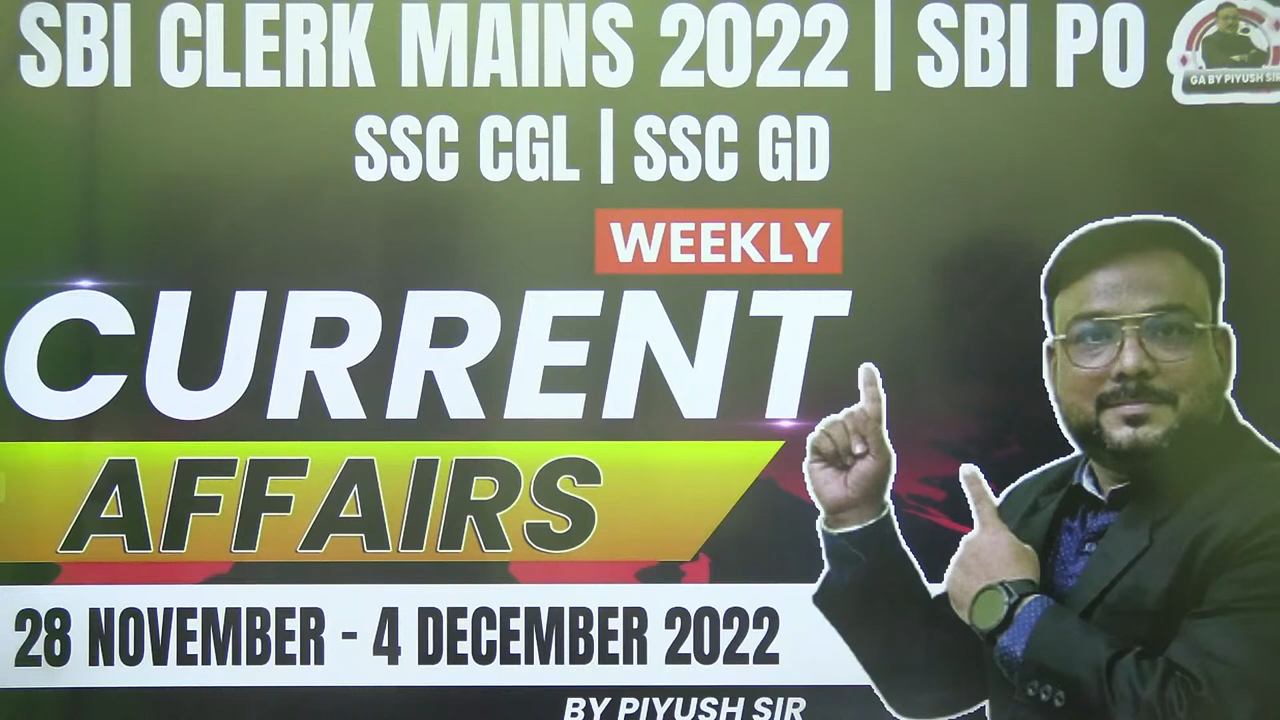 SBI CLERK MAINS 2022 | SBI PO
GA BY PIYUSH SIR
SSC CGL | SSC GD
WEEKLY
CURRENT
AFFAIRS
28 NOVEMBER - 4 DECEMBER 2022
BY PIYUSH SIR